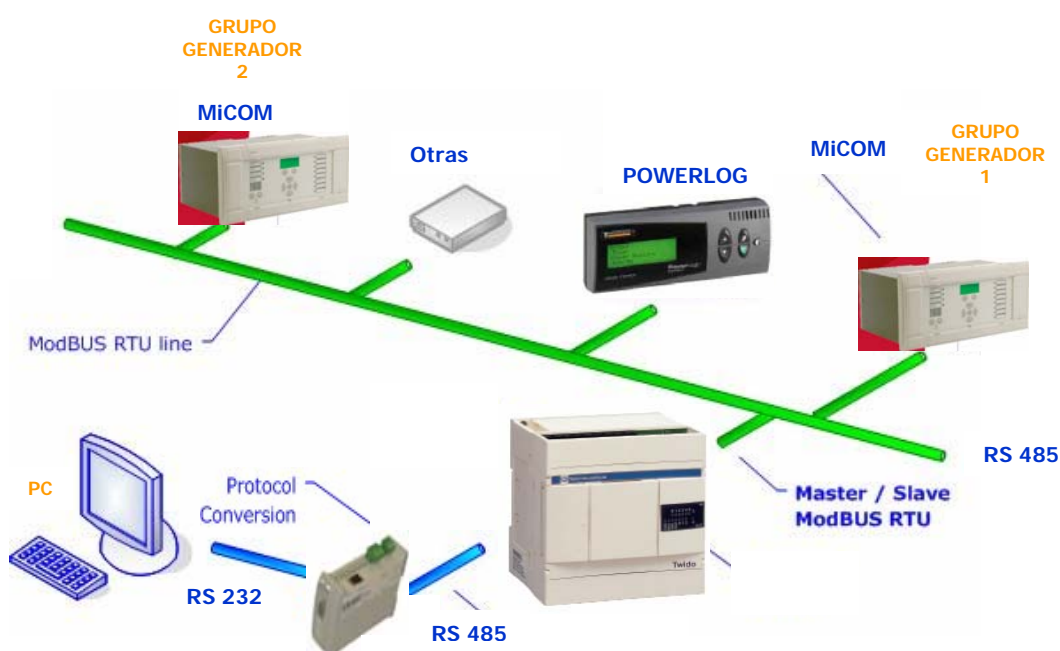 GRUPO
GENERADOR
2
MiCOM
Otras
POWERLOG
MiCOM
GRUPO
GENERADOR
1
ModBUS RTU line
RS 485
PC
Protocol
Conversion
Master / Slave
ModBUS RTU
Twido
RS 232
RS 485